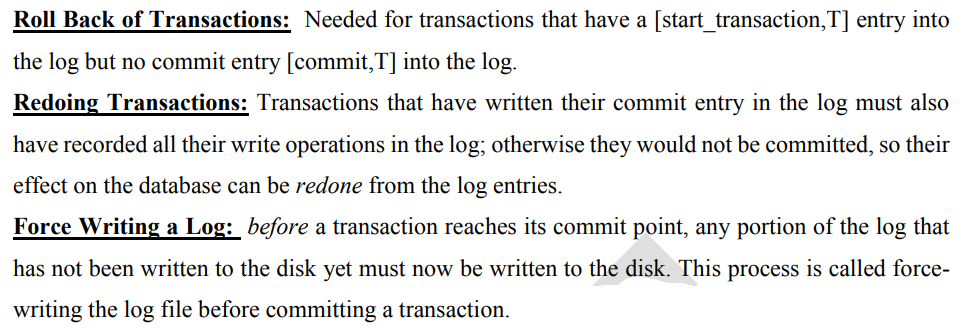 Roll Back of Transactions: Needed for transactions that have a [start_transaction,T] entry into
the log but no commit entry [commit,T] into the log.
Redoing Transactions: Transactions that have written their commit entry in the log must also
have recorded all their write operations in the log; otherwise they would not be committed, so their
effect on the database can be redone from the log entries.
Force Writing a Log: before a transaction reaches its commit point, any portion of the log that
has not been written to the disk yet must now be written to the disk. This process is called force-
writing the log file before committing a transaction.